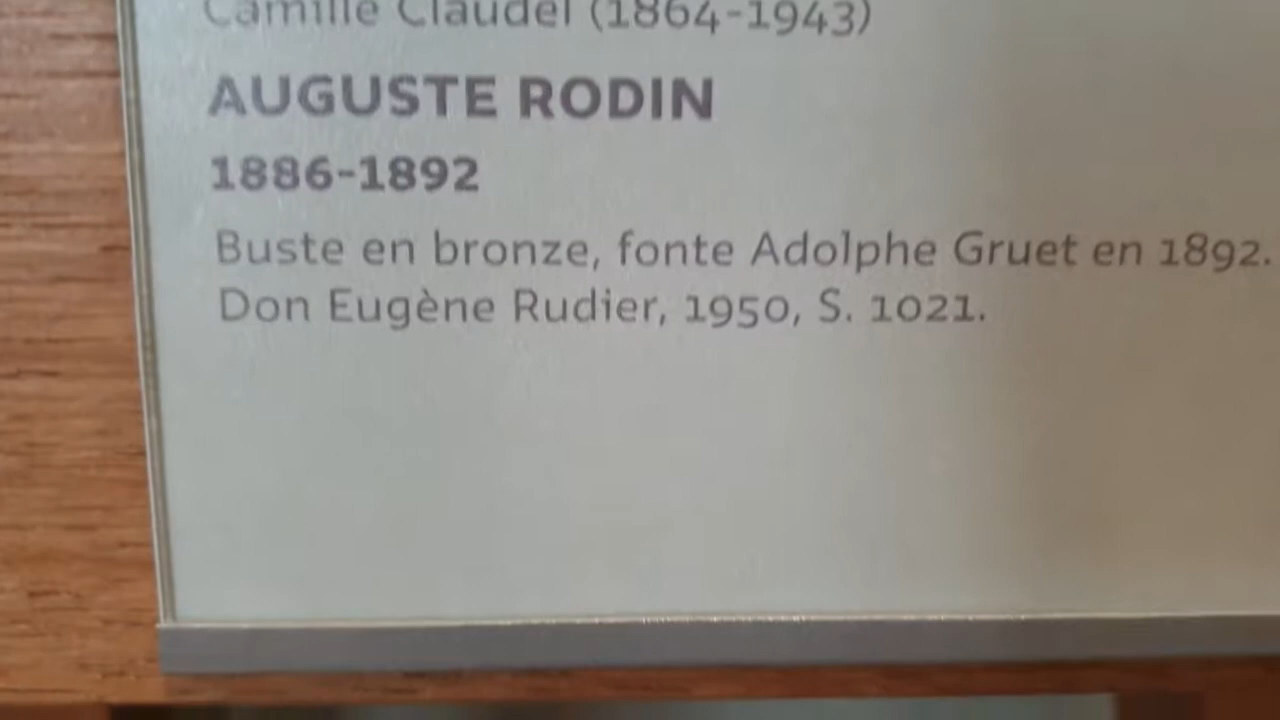 Camille Claudel (1864-1943)
AUGUSTE RODIN
1886-1892
Buste en bronze, fonte Adolphe Gruet en 1892.
Don Eugène Rudier, 1950, S. 1021.